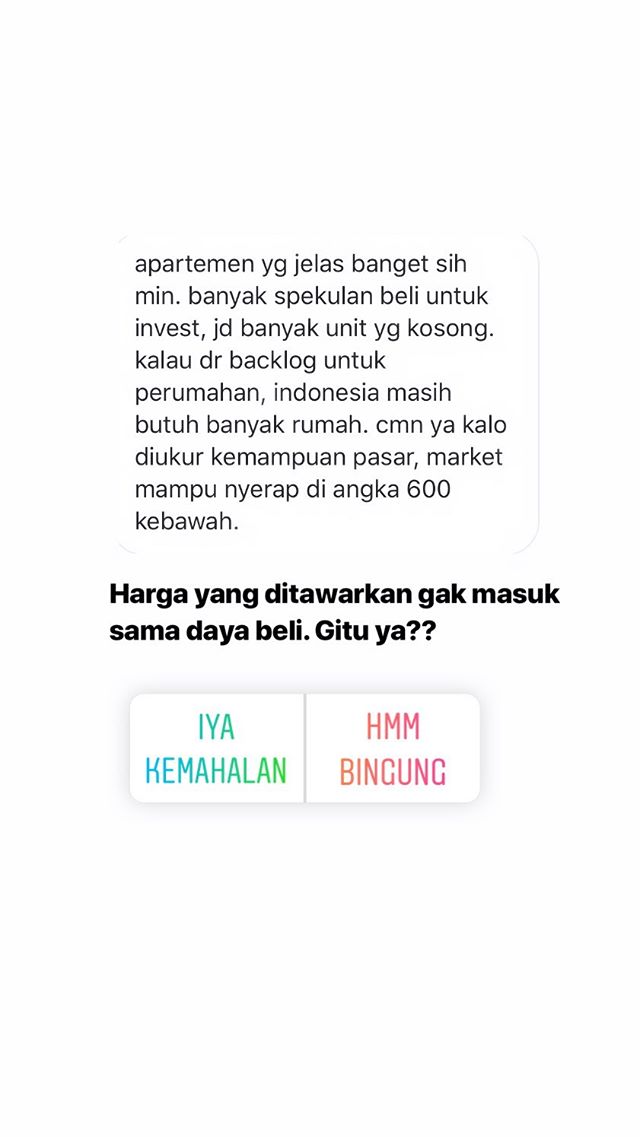 apartemen yg jelas banget sih
min. banyak spekulan beli untuk
invest, jd banyak unit yg kosong.
kalau dr backlog untuk
perumahan, indonesia masih
butuh banyak rumah. cmn ya kalo
diukur kemampuan pasar, market
mampu nyerap di angka 600
kebawah.
Harga yang ditawarkan gak masuk
sama daya beli. Gitu ya??
IYA
KEMAHALAN
HMM
BINGUNG